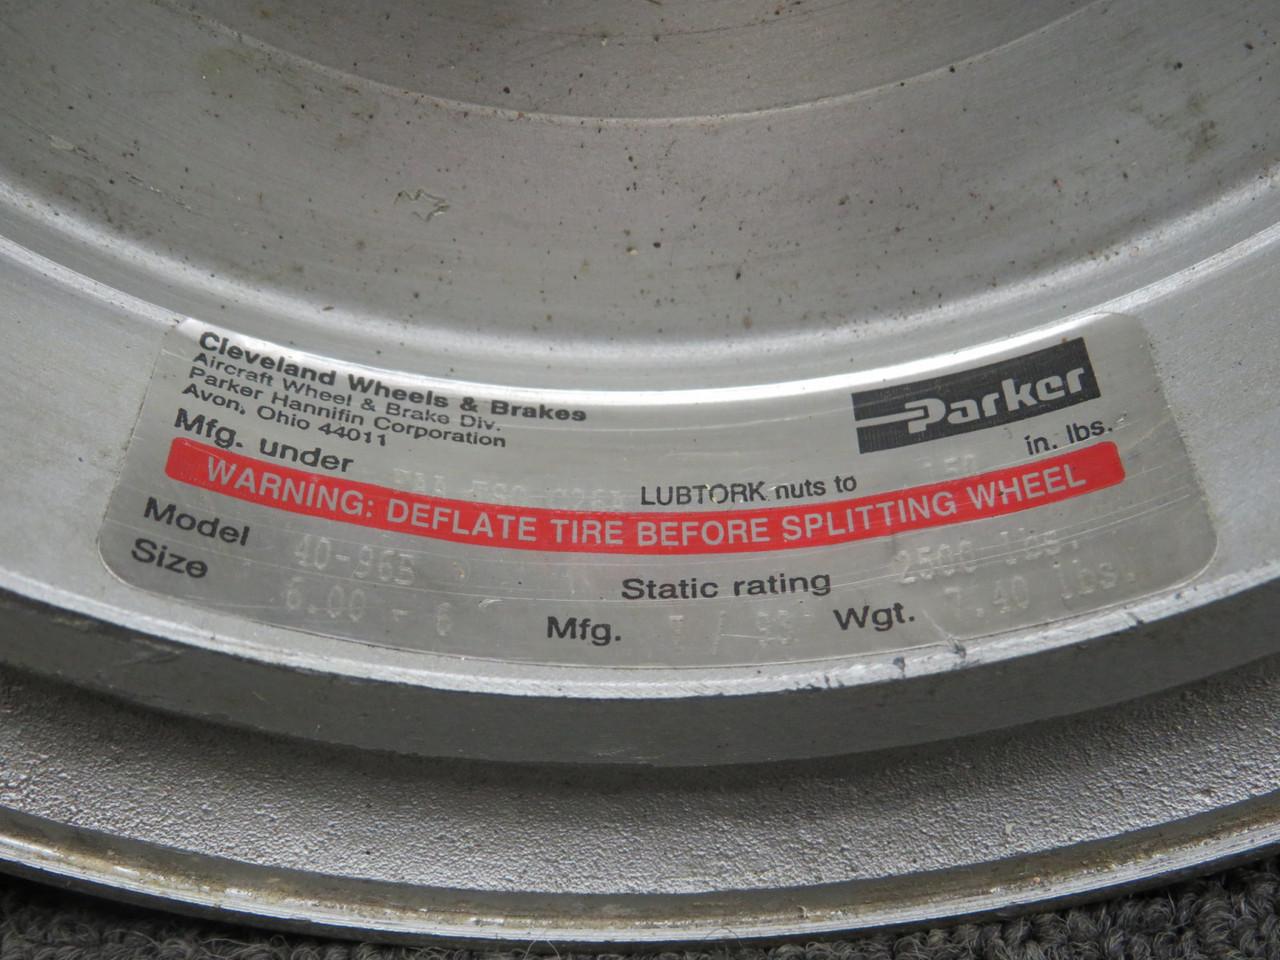 Cleveland Wheels & Brakes
Aircraft Wheel & Brake Div.
Parker Hannifin Corporation
Avon, Ohio 44011
Parker
Mfg. under
LUBTORK nuts to 150 in. lbs.
WARNING: DEFLATE TIRE BEFORE SPLITTING WHEEL
Model 40-965
Static rating 2500 lbs.
Size 6.00 - 6
Mfg. Wgt. 7.40 lbs.